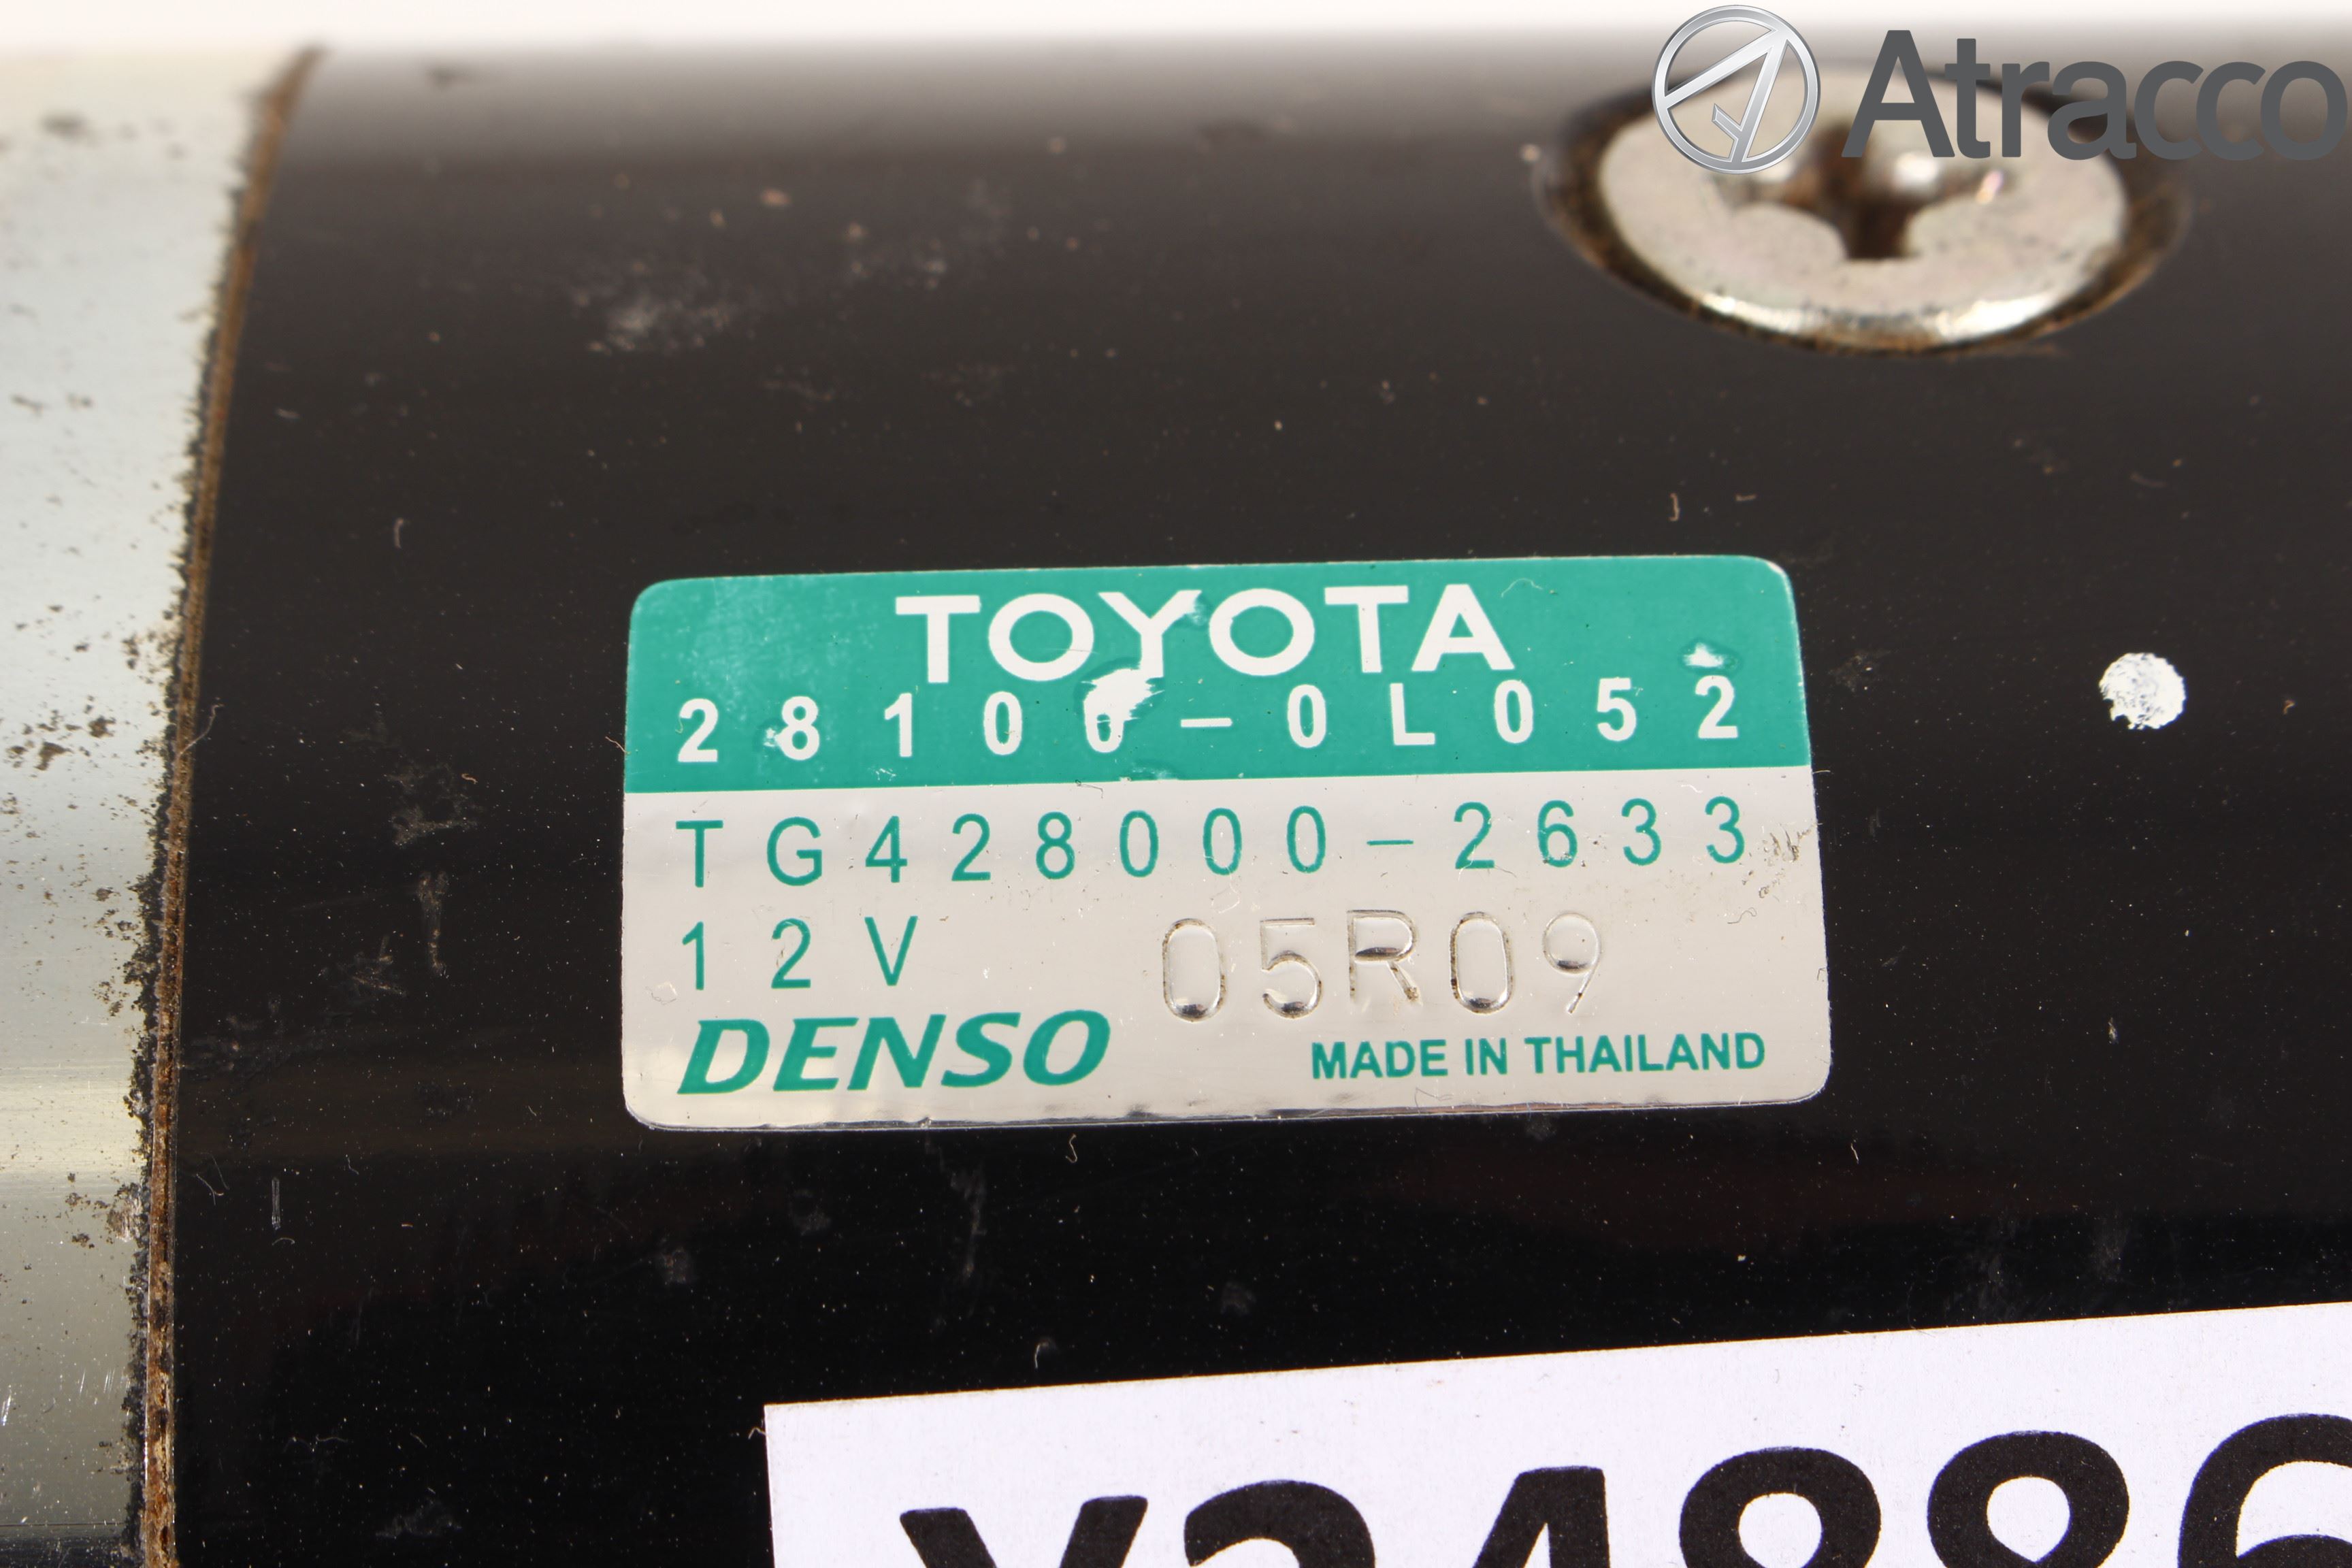 Atracco
TOYOTA
28100-0L052
TG428000-2633
12V 05R09
DENSO MADE IN THAILAND